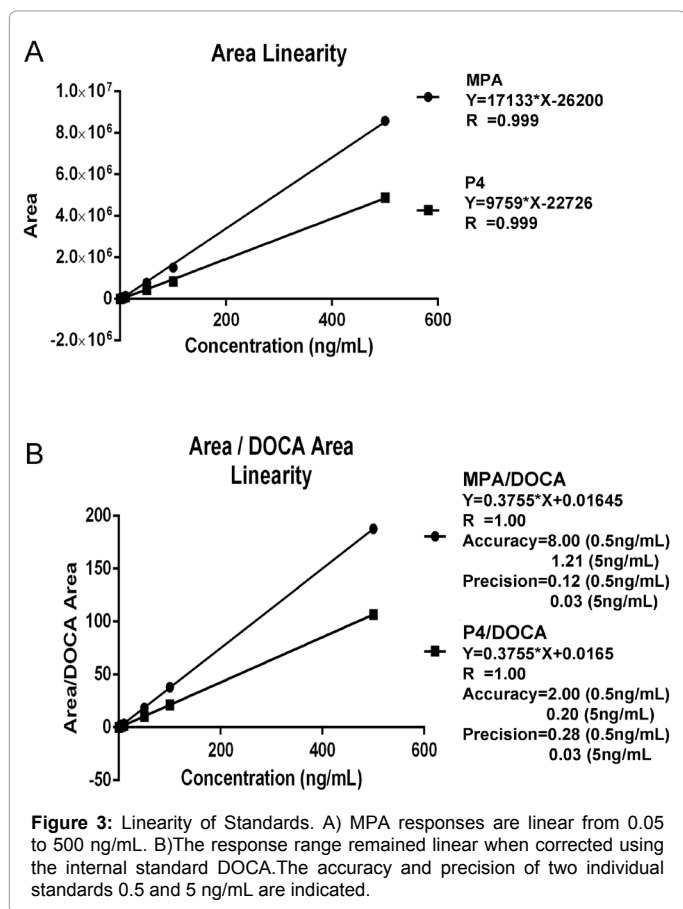 A
Area Linearity
1.0×10⁷
8.0×10⁶
6.0×10⁶
4.0×10⁶
2.0×10⁶
0
-2.0×10⁶
Area
200
400
600
Concentration (ng/mL)
MPA
Y=17133*X-26200
R =0.999
P4
Y=9759*X-22726
R =0.999
B
Area / DOCA Area
Linearity
200
150
100
50
0
-50
Area/DOCA Area
200
400
600
Concentration (ng/mL)
MPA/DOCA
Y=0.3755*X+0.01645
R =1.00
Accuracy=8.00 (0.5ng/mL)
1.21 (5ng/mL)
Precision=0.12 (0.5ng/mL)
0.03 (5ng/mL)
P4/DOCA
Y=0.3755*X+0.0165
R =1.00
Accuracy=2.00 (0.5ng/mL)
0.20 (5ng/mL)
Precision=0.28 (0.5ng/mL)
0.03 (5ng/mL
Figure 3: Linearity of Standards. A) MPA responses are linear from 0.05
to 500 ng/mL. B)The response range remained linear when corrected using
the internal standard DOCA.The accuracy and precision of two individual
standards 0.5 and 5 ng/mL are indicated.